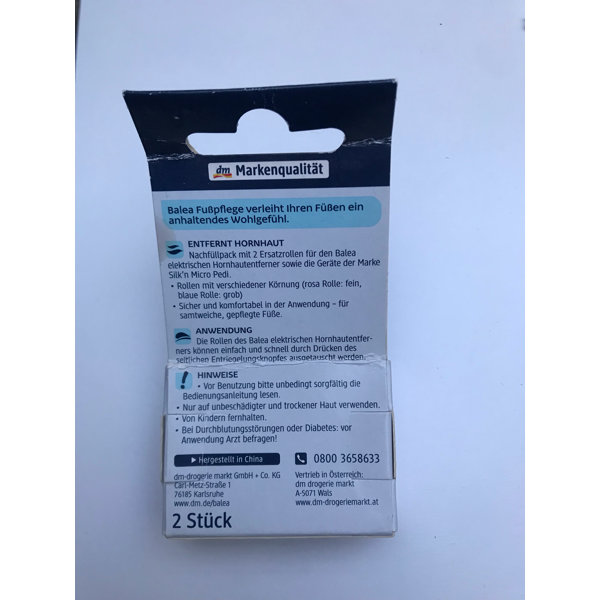 dm Markenqualität
Balea Fußpflege verleiht Ihren Füßen ein
anhaltendes Wohlgefühl.
ENTFERNT HORNHAUT
Nachfüllpack mit 2 Ersatzrollen für den Balea
elektrischen Hornhautentferner sowie die Geräte der Marke
Silk'n Micro Pedi.
• Rollen mit verschiedener Körnung (rosa Rolle: fein,
blaue Rolle: grob)
• Sicher und komfortabel in der Anwendung – für
samtweiche, gepflegte Füße.
ANWENDUNG
Die Rollen des Balea elektrischen Hornhautentfer-
ners können einfach und schnell durch Drücken des
seitlichen Entriegelungsknopfes ausgetauscht werden.
HINWEISE
• Vor Benutzung bitte unbedingt sorgfältig die
Bedienungsanleitung lesen.
• Nur auf unbeschädigter und trockener Haut verwenden.
• Von Kindern fernhalten.
• Bei Durchblutungsstörungen oder Diabetes: vor
Anwendung Arzt befragen!
Hergestellt in China
0800 3658633
dm-drogerie markt GmbH + Co. KG
Carl-Metz-Straße 1
76185 Karlsruhe
www.dm.de/balea
Vertrieb in Österreich:
dm drogerie markt
A-5071 Wals
www.dm-drogeriemarkt.at
2 Stück